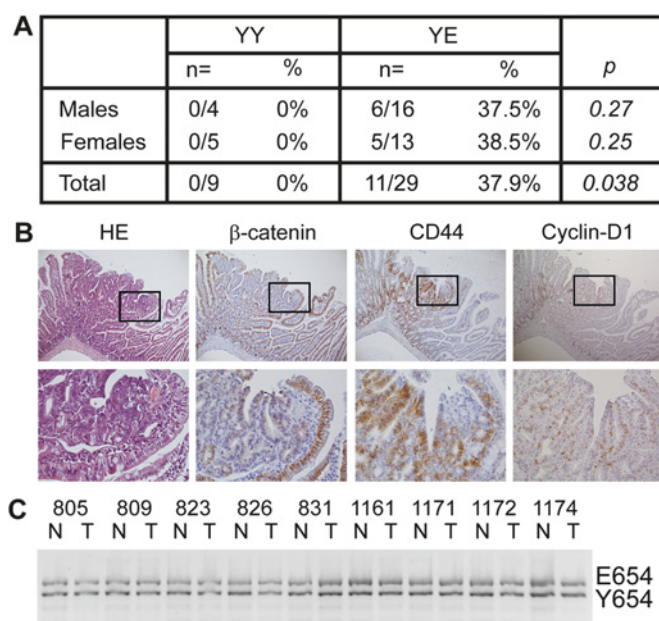 A
YY YE
n= % n= % p
Males 0/4 0% 6/16 37.5% 0.27
Females 0/5 0% 5/13 38.5% 0.25
Total 0/9 0% 11/29 37.9% 0.038
B
HE β-catenin CD44 Cyclin-D1
C
805 809 823 826 831 1161 1171 1172 1174
N T N T N T N T N T N T N T N T N T
E654
Y654